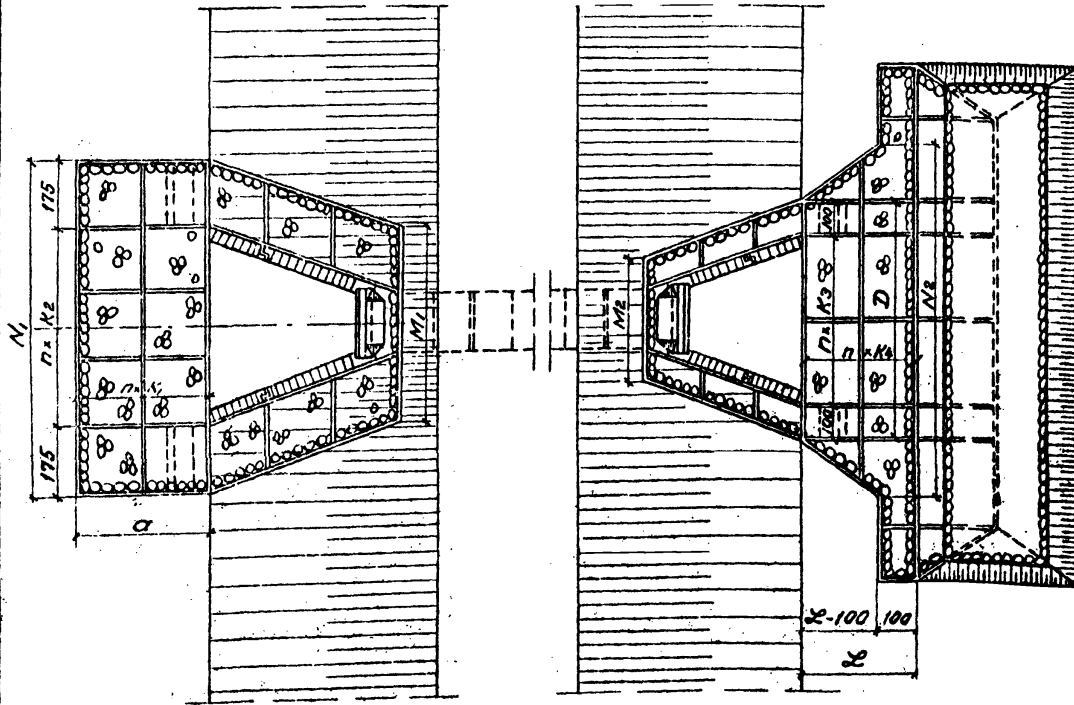 N₁
175
n × K₂
175
n × K₁
a
M₁
M₂
100
n × K₃
D
N₂
n × K₄
100
ℒ-100
100
ℒ